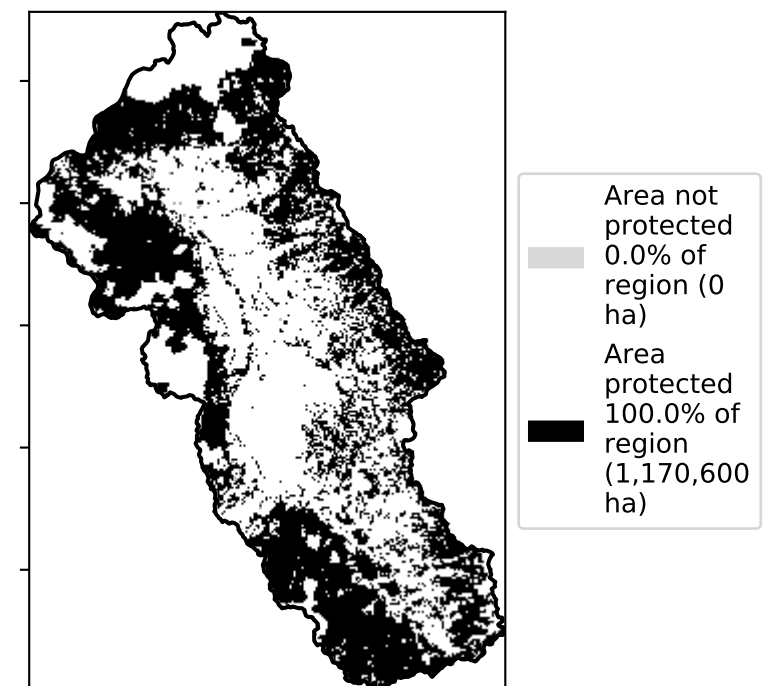 Area not
protected
0.0% of
region (0
ha)
Area
protected
100.0% of
region
(1,170,600
ha)